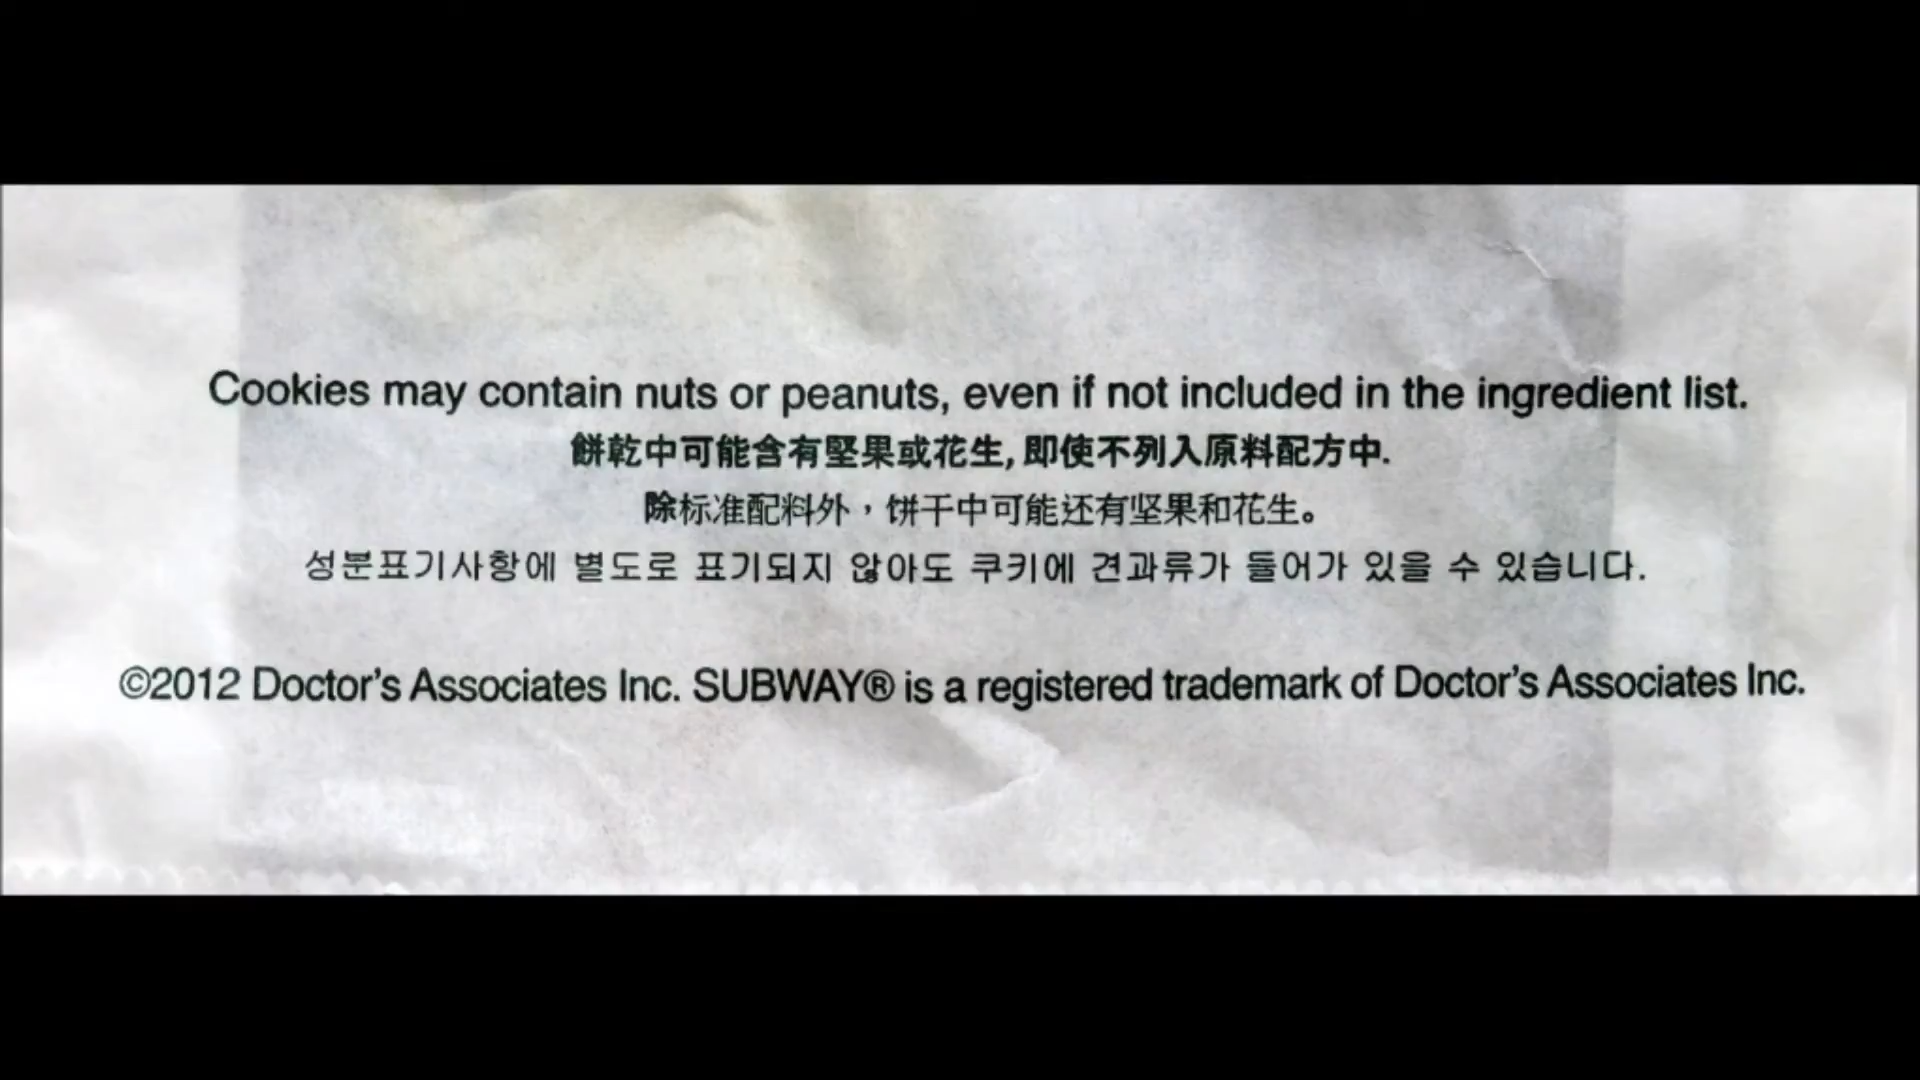 Cookies may contain nuts or peanuts, even if not included in the ingredient list.
餅乾中可能含有堅果或花生, 即使不列入原料配方中.
除标准配料外，饼干中可能还有坚果和花生。
성분표기사항에 별도로 표기되지 않아도 쿠키에 견과류가 들어가 있을 수 있습니다.
©2012 Doctor's Associates Inc. SUBWAY® is a registered trademark of Doctor's Associates Inc.